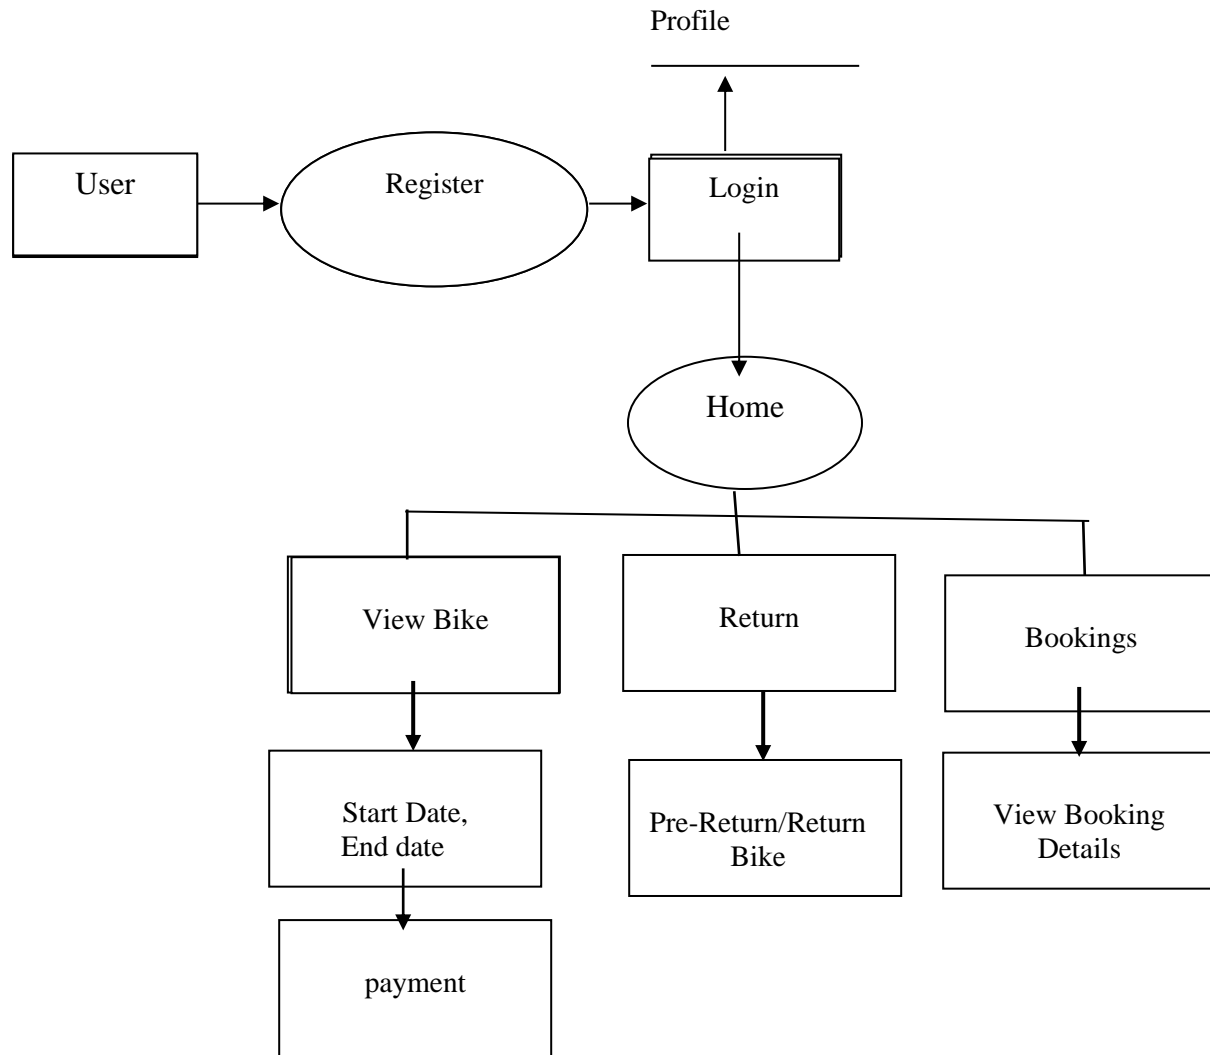 Profile
User
Register
Login
Home
View Bike
Return
Bookings
Start Date,
End date
Pre-Return/Return
Bike
View Booking
Details
payment